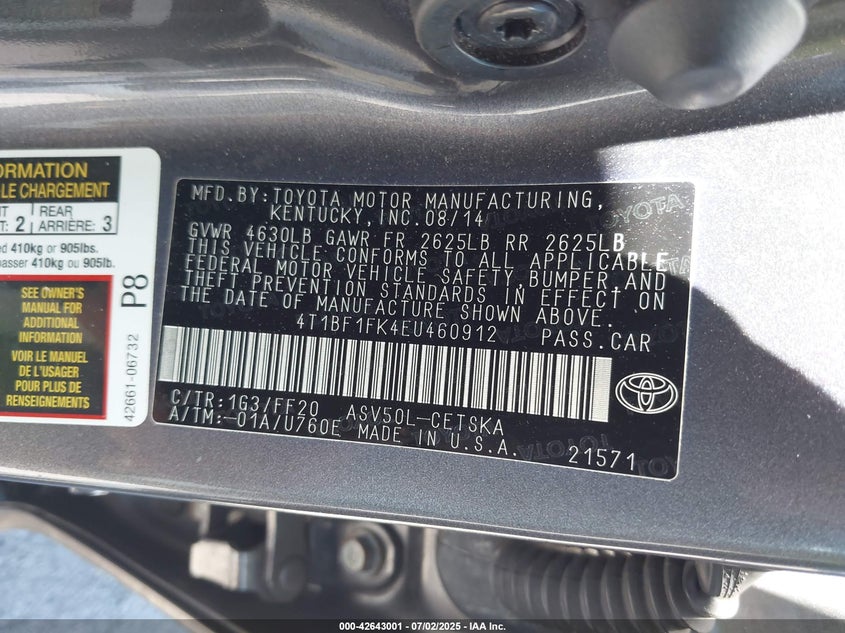 ORMATION
LE CHARGEMENT
2
REAR
ARRIÈRE: 3
410kg or 905lbs.
passer 410kg ou 905lb.
SEE OWNER'S
MANUAL FOR
ADDITIONAL
INFORMATION
VOIR LE MANUEL
DE L'USAGER
POUR PLUS DE
RENSEIGNEMENTS
P8
42661-06732
MFD.BY:TOYOTA MOTOR MANUFACTURING,
KENTUCKY, INC.08/14
GVWR 4630LB GAWR FR 2625LB RR 2625LB
THIS VEHICLE CONFORMS TO ALL APPLICABLE
FEDERAL MOTOR VEHICLE SAFETY,BUMPER,AND
THEFT PREVENTION STANDARDS IN EFFECT ON
THE DATE OF MANUFACTURE SHOWN ABOVE.
4T1BF1FK4EU460912 PASS.CAR
C/TR:1G3/FF20 ASV50L-CETSKA
A/TM:-01A/U760E MADE IN U.S.A.
21571
TOYOTA
000-42643001 - 07/02/2025 - IAA Inc.